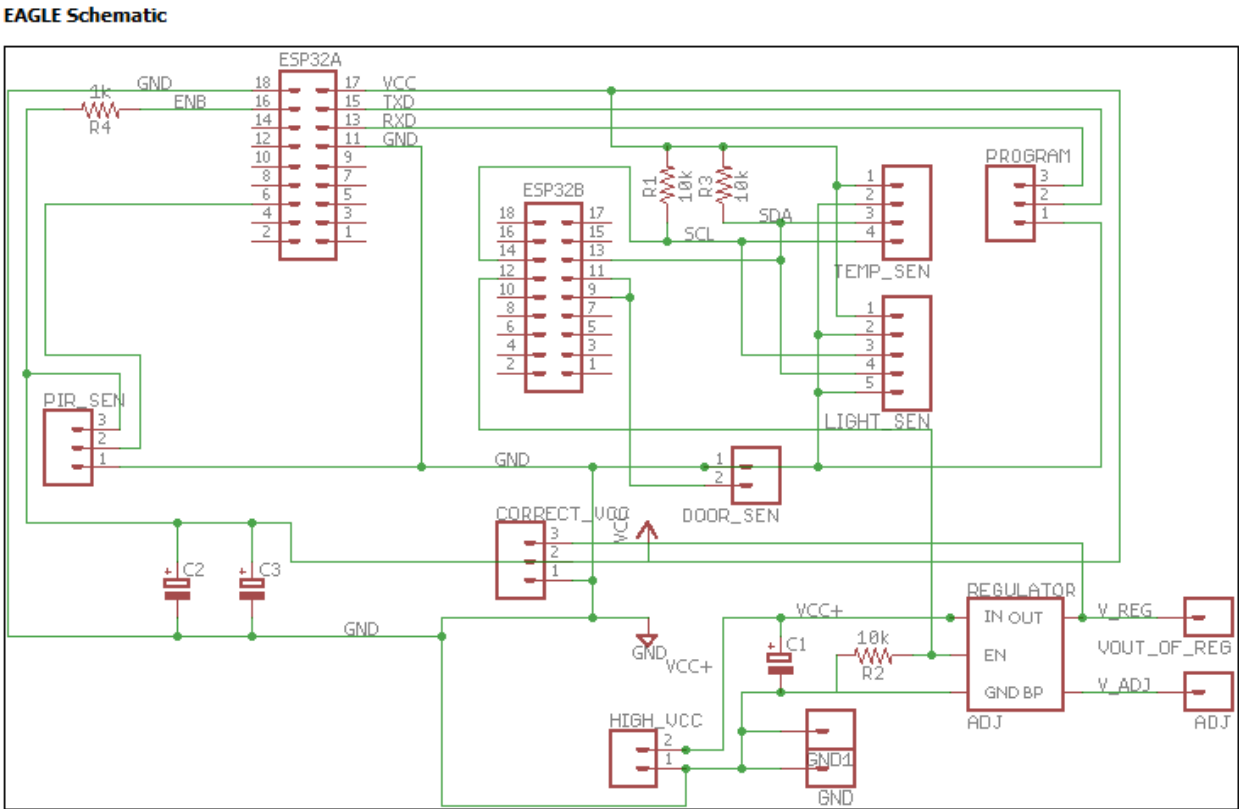 EAGLE Schematic
ESP32A
GND 18 17 VCC
1k ENB 16 15 TXD
R4 14 13 RXD
12 11 GND
10 9
8 7
6 5
4 3
2 1
PROGRAM
3
2
1
R1 10k R3 10k
SDA
SCL
1
2
3
4
TEMP_SEN
ESP32B
18 17
16 15
14 13
12 11
10 9
8 7
6 5
4 3
2 1
1
2
3
4
5
LIGHT_SEN
PIR_SEN
3
2
1
GND
1
2
DOOR_SEN
CORRECT_VCC
VCC
3
2
1
+ C2 + C3
GND
GND
VCC+
VCC+
+ C1
10k
R2
REGULATOR
IN OUT
EN
GND BP
ADJ
V_REG
VOUT_OF_REG
V_ADJ
ADJ
HIGH_VCC
2
1
GND1
GND